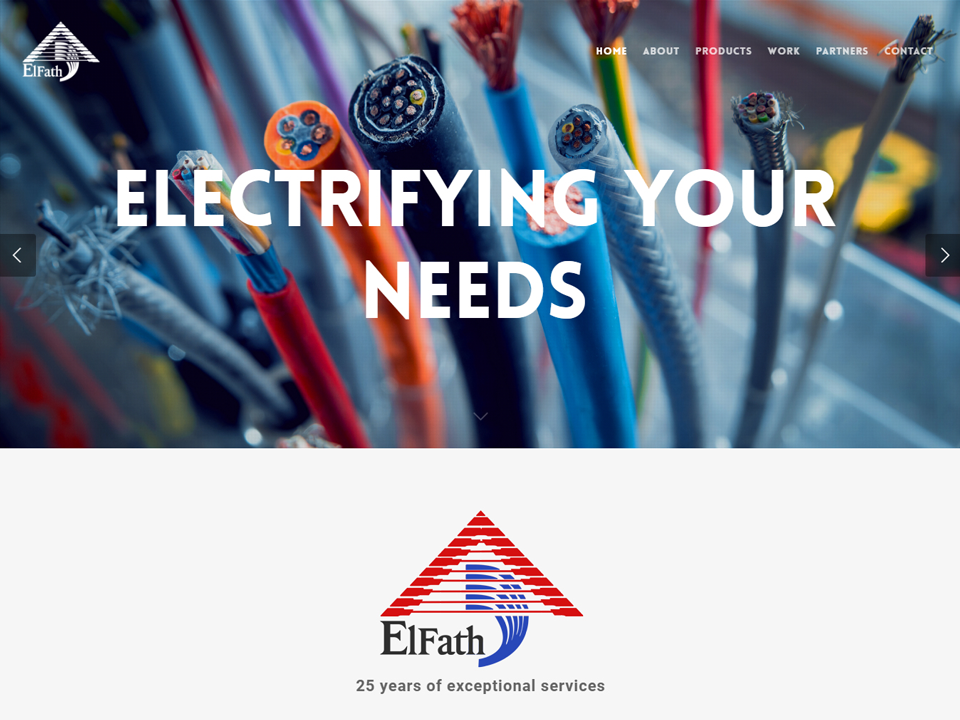 ElFath
HOME ABOUT PRODUCTS WORK PARTNERS CONTACT
ELECTRIFYING YOUR
NEEDS
ElFath
25 years of exceptional services